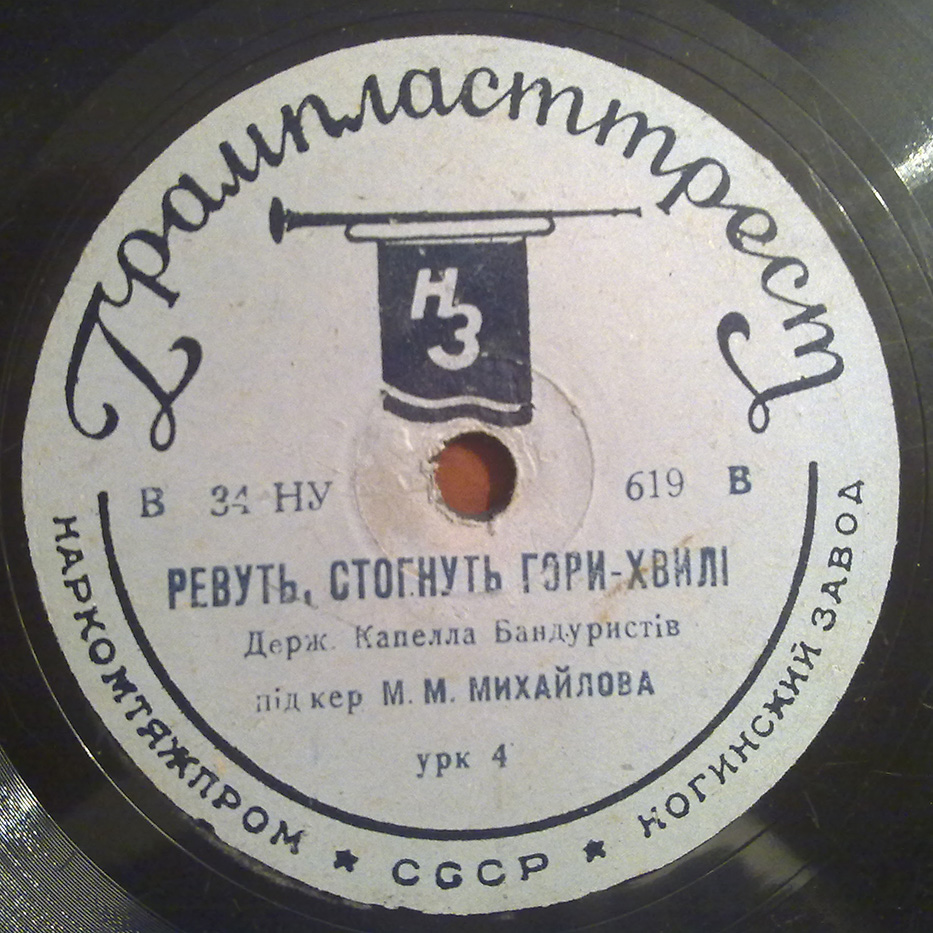 Грампласттрест
НЗ
В 34 НУ 619 В
РЕВУТЬ, СТОГНУТЬ ГОРИ-ХВИЛІ
Держ. Капелла Бандуристів
під кер М. М. МИХАЙЛОВА
урк 4
НАРКОМТЯЖПРОМ ★ СССР ★ НОГИНСКИЙ ЗАВОД